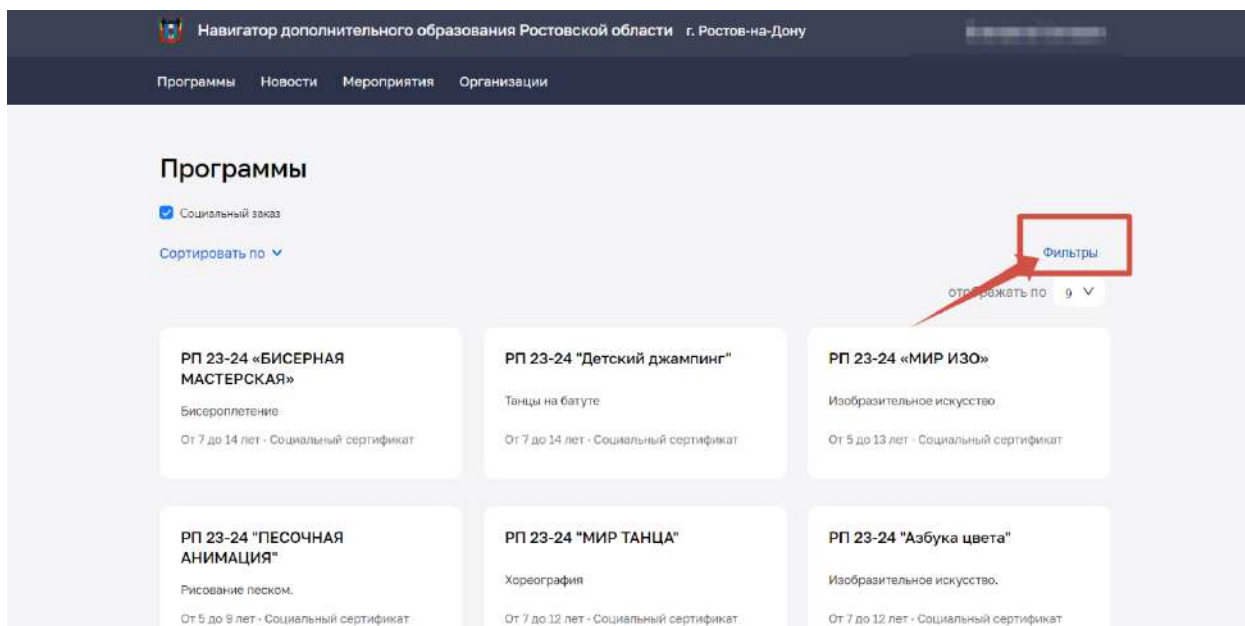 Навигатор дополнительного образования Ростовской области г. Ростов-на-Дону
Программы Новости Мероприятия Организации
Программы
Социальный заказ
Сортировать по
Фильтры
отображать по 9
РП 23-24 «БИСЕРНАЯ
МАСТЕРСКАЯ»
Бисероплетение
От 7 до 14 лет · Социальный сертификат
РП 23-24 "Детский джампинг"
Танцы на батуте
От 7 до 14 лет · Социальный сертификат
РП 23-24 «МИР ИЗО»
Изобразительное искусство
От 5 до 13 лет · Социальный сертификат
РП 23-24 "ПЕСОЧНАЯ
АНИМАЦИЯ"
Рисование песком.
От 5 до 9 лет · Социальный сертификат
РП 23-24 "МИР ТАНЦА"
Хореография
От 7 до 12 лет · Социальный сертификат
РП 23-24 "Азбука цвета"
Изобразительное искусство.
От 7 до 12 лет · Социальный сертификат